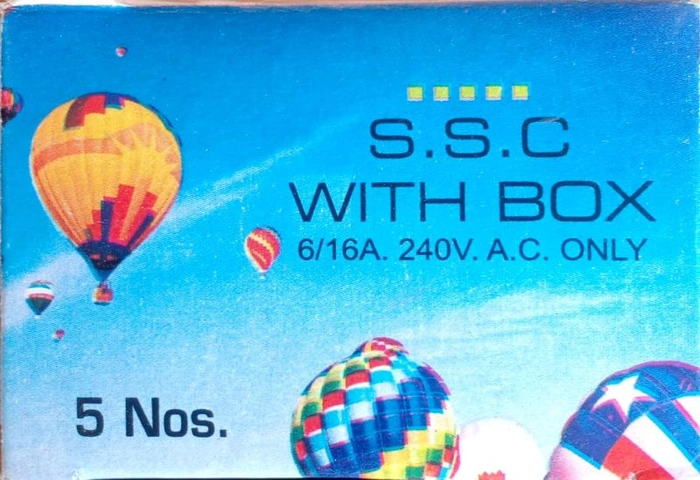 S.S.C
WITH BOX
6/16A. 240V. A.C. ONLY
5 Nos.